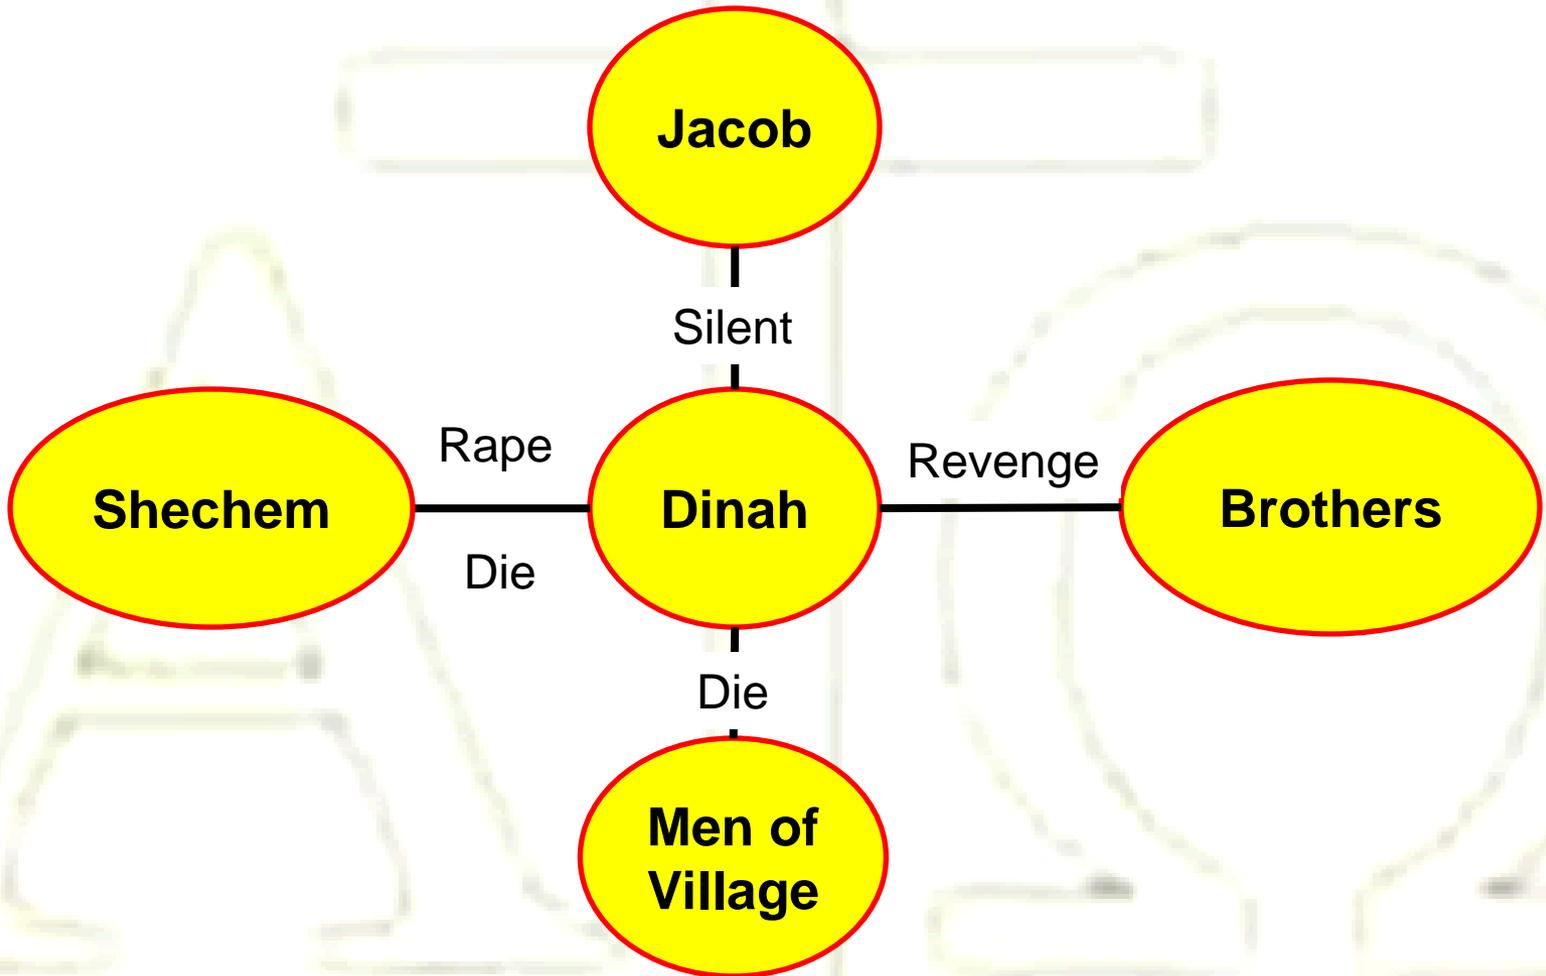 Jacob
Silent
Rape
Revenge
Shechem
Dinah
Brothers
Die
Die
Men of
Village